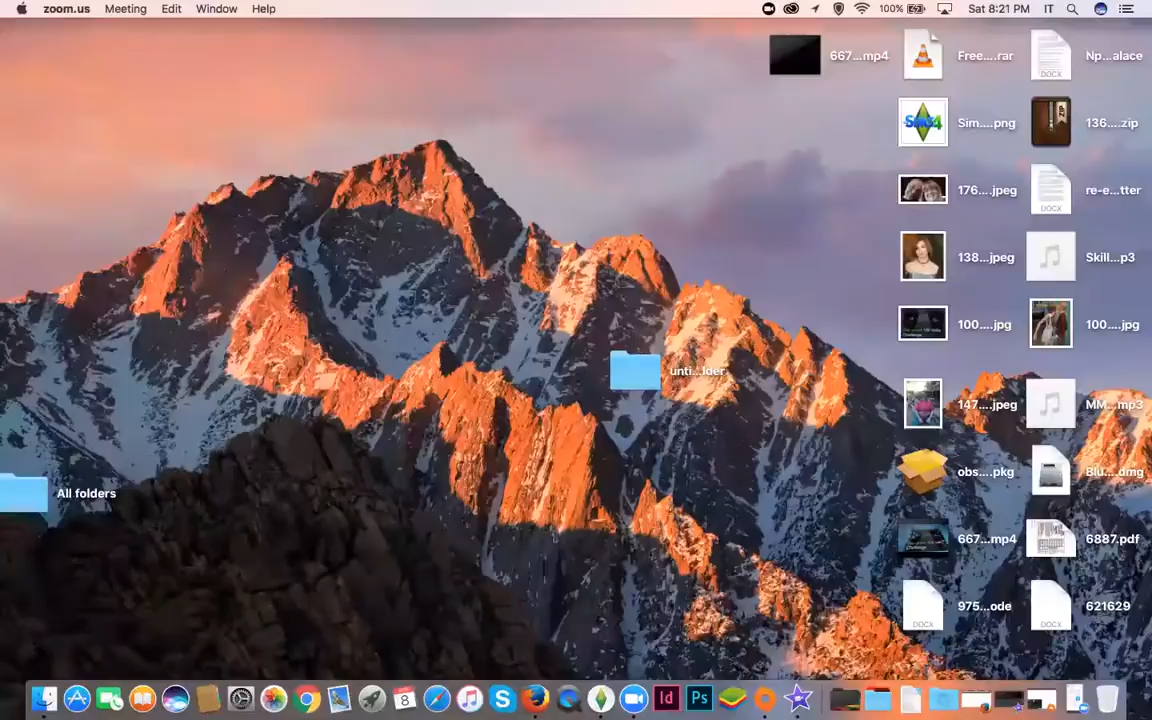 zoom.us Meeting Edit Window Help 100% Sat 8:21 PM IT
667...mp4 Free....rar Np...alace
DOCX
Sim....png 136....zip
176....jpeg re-e...tter
DOCX
138...jpeg Skill...p3
100....jpg 100....jpg
unti...lder
147....jpeg MM...mp3
obs....pkg Blu....dmg
All folders
667...mp4 6887.pdf
975...ode 621629
DOCX DOCX
8
Id Ps